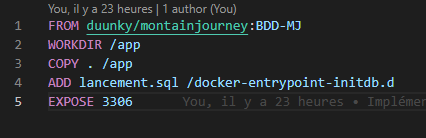 You, il y a 23 heures | 1 author (You)
1 FROM duunky/montainjourney:BDD-MJ
2 WORKDIR /app
3 COPY . /app
4 ADD lancement.sql /docker-entrypoint-initdb.d
5 EXPOSE 3306 You, il y a 23 heures • Implémen